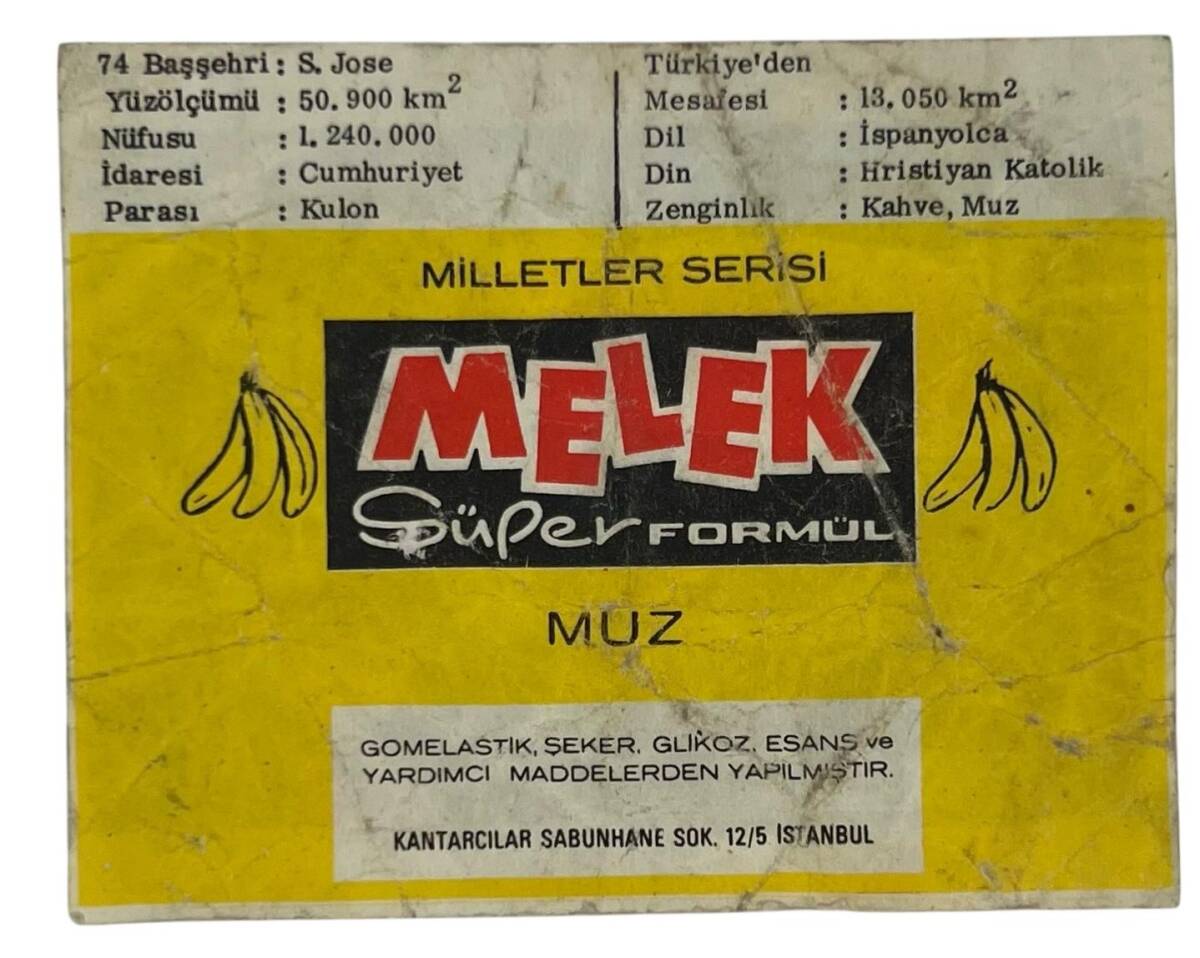 74 Başşehri : S. Jose
Yüzölçümü : 50.900 km²
Nüfusu : 1.240.000
İdaresi : Cumhuriyet
Parası : Kulon
Türkiye'den
Mesafesi : 13.050 km²
Dil : İspanyolca
Din : Hristiyan Katolik
Zenginlik : Kahve, Muz
MİLLETLER SERİSİ
MELEK
Süper FORMÜL
MUZ
GOMELASTİK, ŞEKER, GLİKOZ, ESANS ve
YARDIMCI MADDELERDEN YAPILMIŞTIR.
KANTARCILAR SABUNHANE SOK. 12/5 İSTANBUL